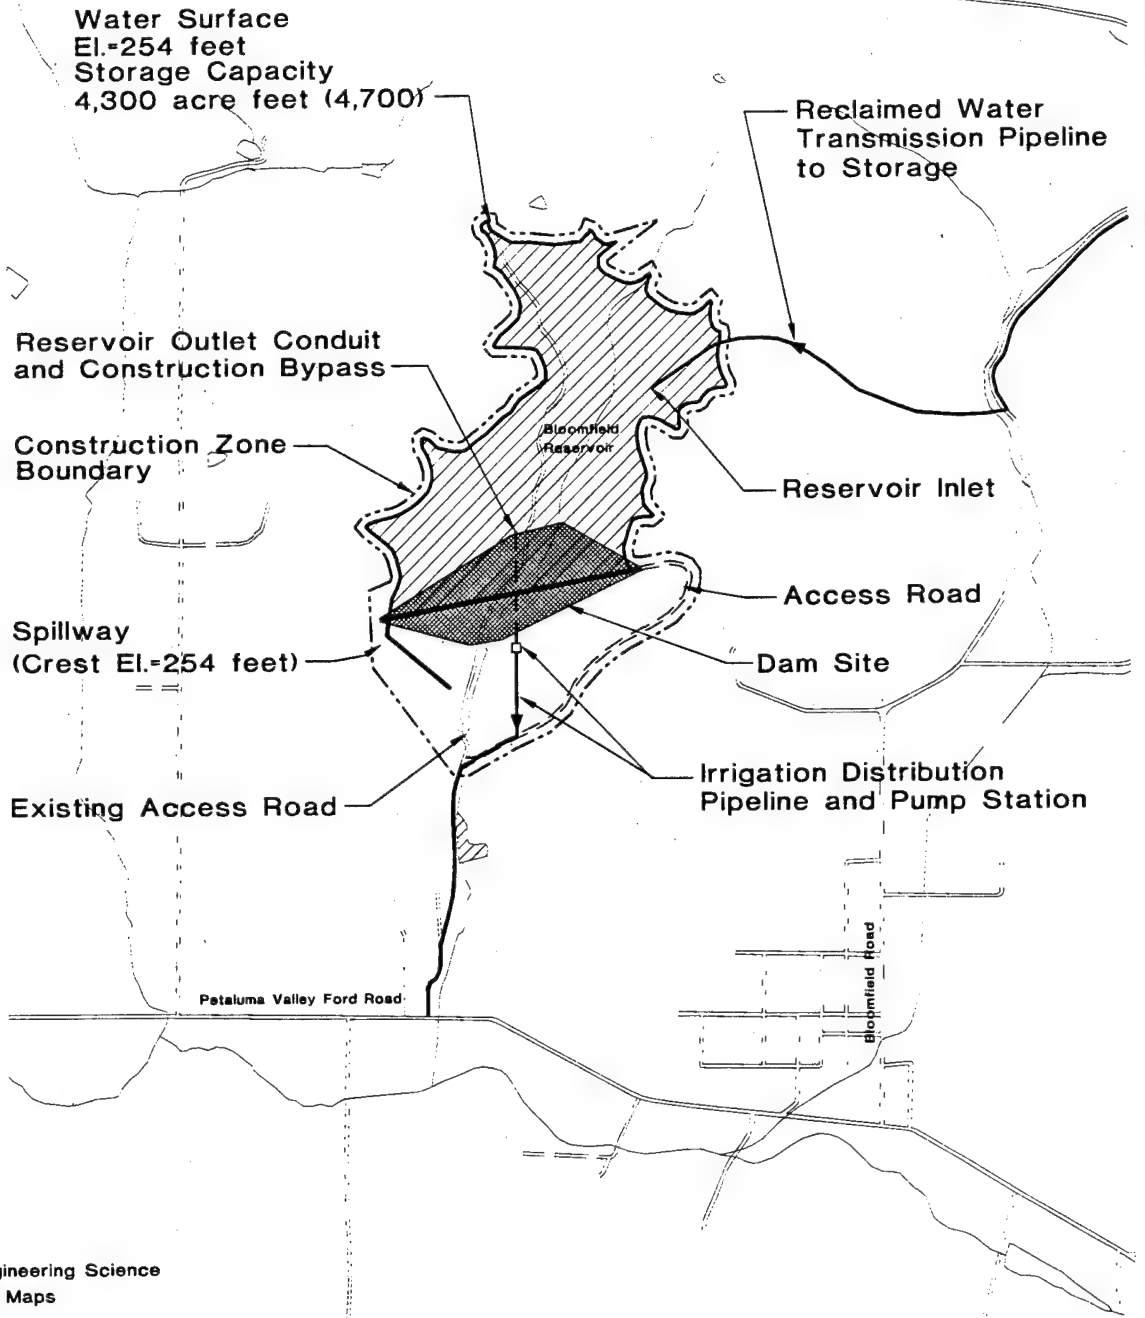 Water Surface
El.=254 feet
Storage Capacity
4,300 acre feet (4,700)
Reclaimed Water
Transmission Pipeline
to Storage
Reservoir Outlet Conduit
and Construction Bypass
Bloomfield
Reservoir
Construction Zone
Boundary
Reservoir Inlet
Access Road
Spillway
(Crest El.=254 feet)
Dam Site
Irrigation Distribution
Pipeline and Pump Station
Existing Access Road
Bloomfield Road
Petaluma Valley Ford Road
gineering Science
Maps